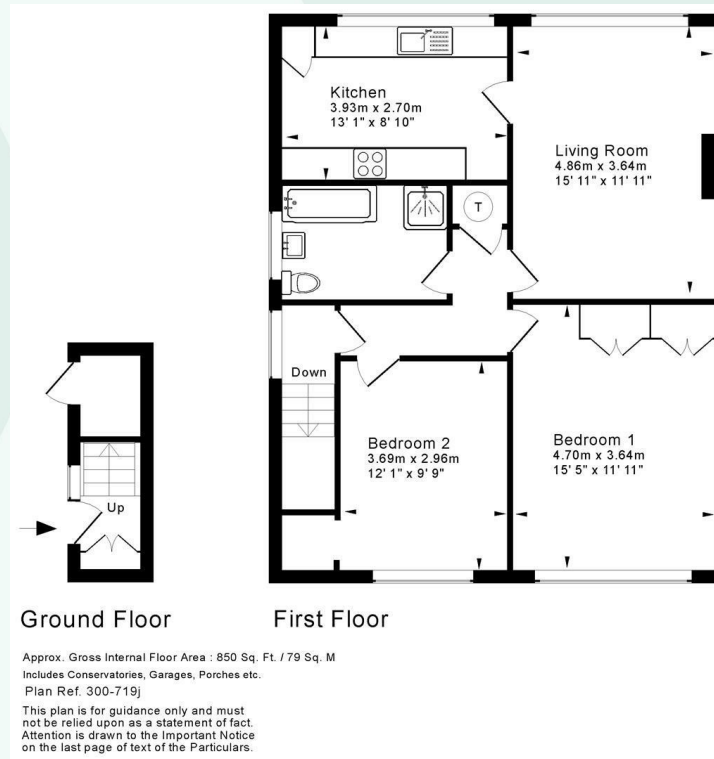 Kitchen
3.93m x 2.70m
13' 1" x 8' 10"
Living Room
4.86m x 3.64m
15' 11" x 11' 11"
T
Down
Bedroom 2
3.69m x 2.96m
12' 1" x 9' 9"
Bedroom 1
4.70m x 3.64m
15' 5" x 11' 11"
Up
Ground Floor
First Floor
Approx. Gross Internal Floor Area : 850 Sq. Ft. / 79 Sq. M
Includes Conservatories, Garages, Porches etc.
Plan Ref. 300-719j
This plan is for guidance only and must
not be relied upon as a statement of fact.
Attention is drawn to the Important Notice
on the last page of text of the Particulars.